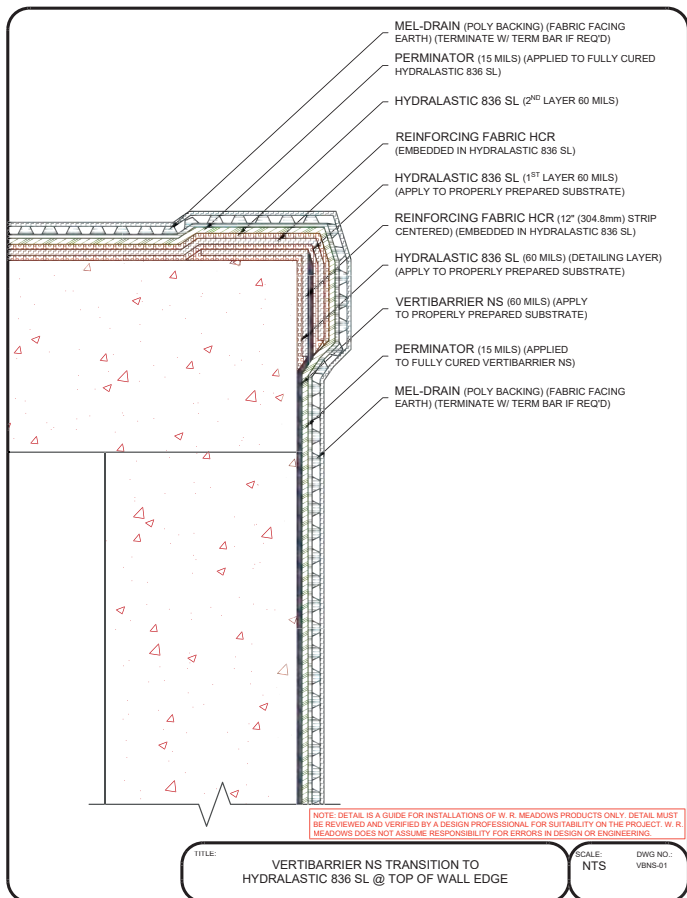 MEL-DRAIN (POLY BACKING) (FABRIC FACING
EARTH) (TERMINATE W/ TERM BAR IF REQ'D)
PERMINATOR (15 MILS) (APPLIED TO FULLY CURED
HYDRALASTIC 836 SL)
HYDRALASTIC 836 SL (2ND LAYER 60 MILS)
REINFORCING FABRIC HCR
(EMBEDDED IN HYDRALASTIC 836 SL)
HYDRALASTIC 836 SL (1ST LAYER 60 MILS)
(APPLY TO PROPERLY PREPARED SUBSTRATE)
REINFORCING FABRIC HCR (12" (304.8mm) STRIP
CENTERED) (EMBEDDED IN HYDRALASTIC 836 SL)
HYDRALASTIC 836 SL (60 MILS) (DETAILING LAYER)
(APPLY TO PROPERLY PREPARED SUBSTRATE)
VERTIBARRIER NS (60 MILS) (APPLY
TO PROPERLY PREPARED SUBSTRATE)
PERMINATOR (15 MILS) (APPLIED
TO FULLY CURED VERTIBARRIER NS)
MEL-DRAIN (POLY BACKING) (FABRIC FACING
EARTH) (TERMINATE W/ TERM BAR IF REQ'D)
NOTE: DETAIL IS A GUIDE FOR INSTALLATIONS OF W. R. MEADOWS PRODUCTS ONLY. DETAIL MUST
BE REVIEWED AND VERIFIED BY A DESIGN PROFESSIONAL FOR SUITABILITY ON THE PROJECT. W. R.
MEADOWS DOES NOT ASSUME RESPONSIBILITY FOR ERRORS IN DESIGN OR ENGINEERING.
TITLE:
VERTIBARRIER NS TRANSITION TO
HYDRALASTIC 836 SL @ TOP OF WALL EDGE
SCALE:
NTS
DWG NO.:
VBNS-01